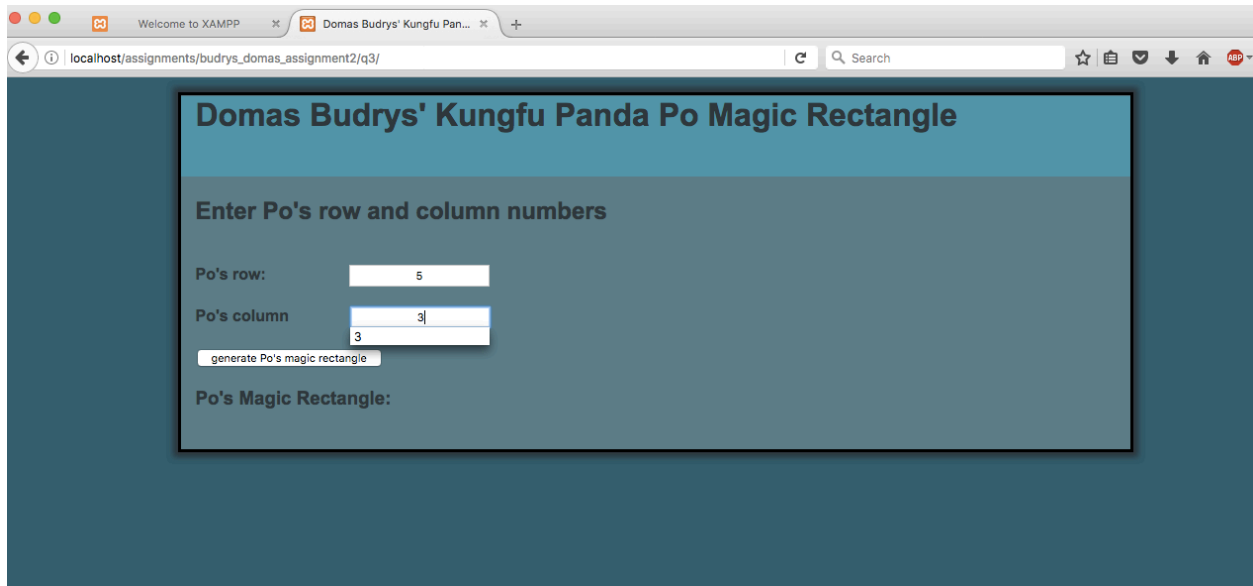 Welcome to XAMPP
Domas Budrys' Kungfu Pan...
localhost/assignments/budrys_domas_assignment2/q3/
Search
ABP
Domas Budrys' Kungfu Panda Po Magic Rectangle
Enter Po's row and column numbers
Po's row: 5
Po's column 3
3
generate Po's magic rectangle
Po's Magic Rectangle: